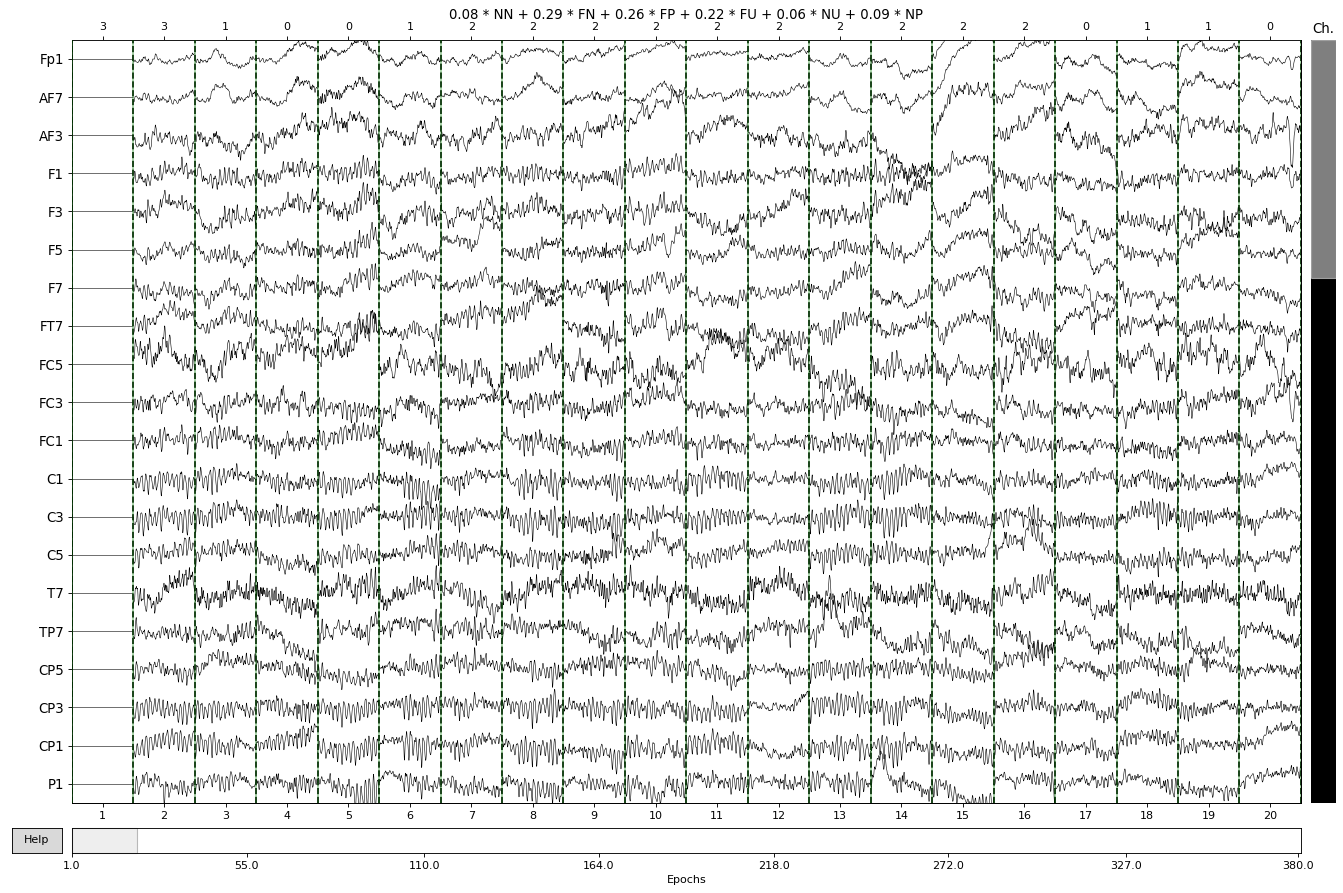 0.08 * NN + 0.29 * FN + 0.26 * FP + 0.22 * FU + 0.06 * NU + 0.09 * NP
3 3 1 0 0 1 2 2 2 2 2 2 2 2 2 2 0 1 1 0
Ch.
Fp1
AF7
AF3
F1
F3
F5
F7
FT7
FC5
FC3
FC1
C1
C3
C5
T7
TP7
CP5
CP3
CP1
P1
1 2 3 4 5 6 7 8 9 10 11 12 13 14 15 16 17 18 19 20
Help
1.0 55.0 110.0 164.0 218.0 272.0 327.0 380.0
Epochs